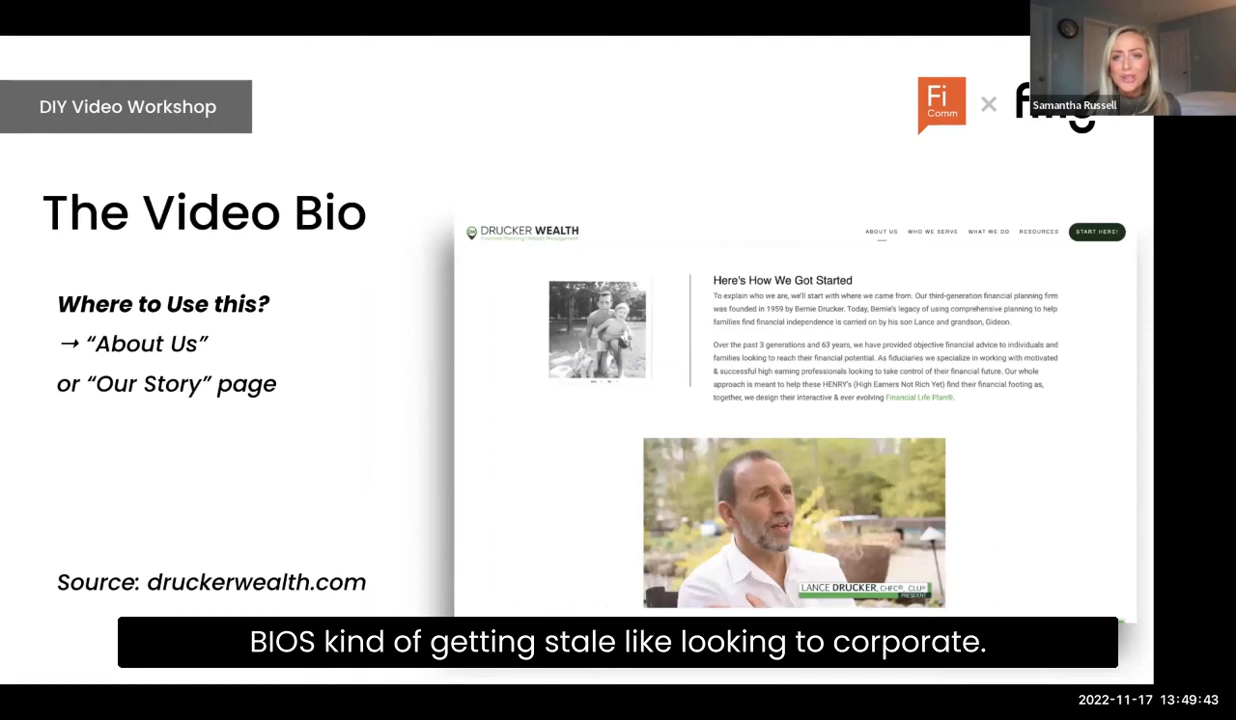 DIY Video Workshop
Fi
Comm
×
Samantha Russell
The Video Bio
Where to Use this?
→ “About Us”
or “Our Story” page
Source: druckerwealth.com
DRUCKER WEALTH
Financial Planning | Wealth Management
ABOUT US WHO WE SERVE WHAT WE DO RESOURCES START HERE!
Here's How We Got Started
To explain who we are, we'll start with where we came from. Our third-generation financial planning firm
was founded in 1959 by Bernie Drucker. Today, Bernie's legacy of using comprehensive planning to help
families find financial independence is carried on by his son Lance and grandson, Gideon.
Over the past 3 generations and 63 years, we have provided objective financial advice to individuals and
families looking to reach their financial potential. As fiduciaries we specialize in working with motivated
& successful high earning professionals looking to take control of their financial future. Our whole
approach is meant to help these HENRY's (High Earners Not Rich Yet) find their financial footing as,
together, we design their interactive & ever evolving Financial Life Plan®.
LANCE DRUCKER, CHFC®, CLU®
PRESIDENT
BIOS kind of getting stale like looking to corporate.
2022-11-17 13:49:43